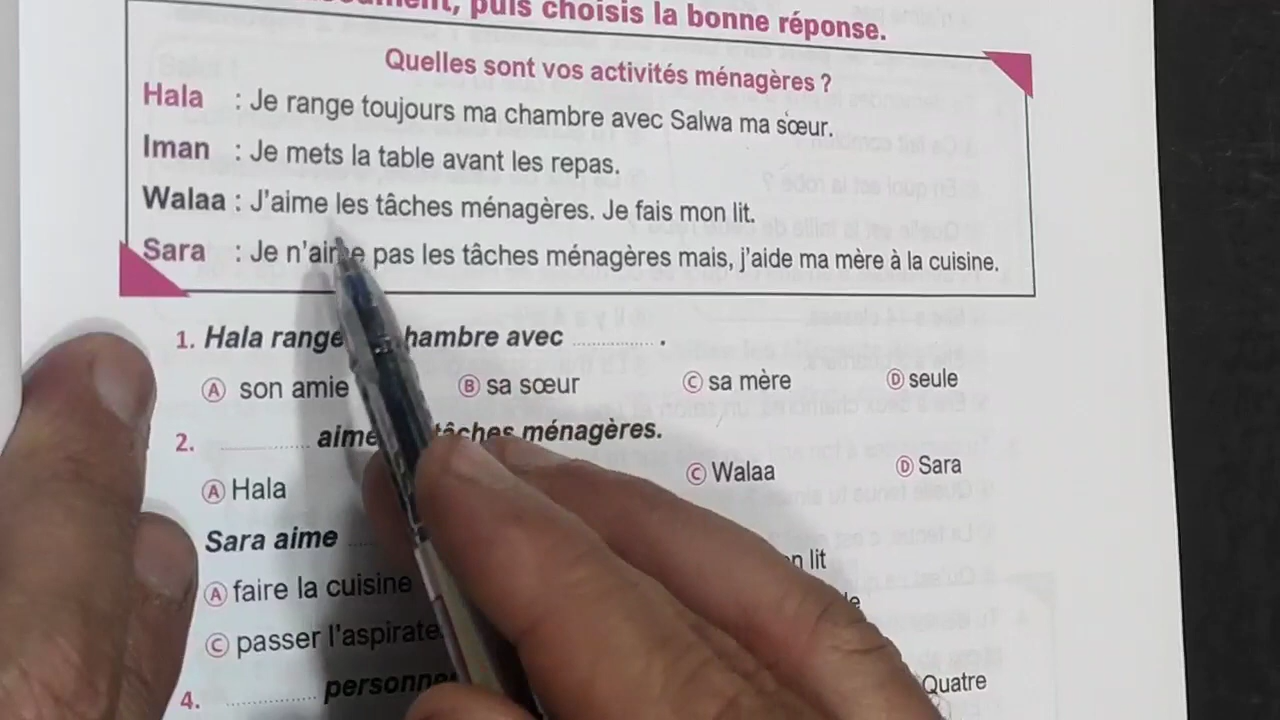 puis choisis la bonne réponse.
Quelles sont vos activités ménagères ?
Hala : Je range toujours ma chambre avec Salwa ma sœur.
Iman : Je mets la table avant les repas.
Walaa : J'aime les tâches ménagères. Je fais mon lit.
Sara : Je n'aime pas les tâches ménagères mais, j'aide ma mère à la cuisine.
1. Hala range hambre avec ............... .
A son amie B sa sœur C sa mère D seule
2. ............... aime tâches ménagères.
A Hala C Walaa D Sara
Sara aime
n lit
A faire la cuisine
C passer l'aspirate
4. ............... personne
Quatre